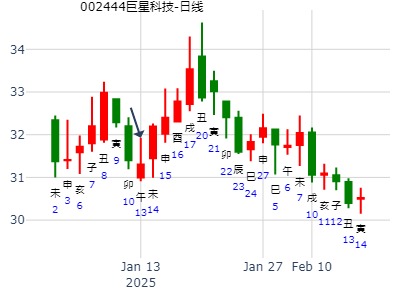 002444巨星科技-日线
34
33
32
31
30
未
2
申
3
亥
6
子
7
丑
8
寅
9
卯
10
午
13
未
14
申
15
酉
16
戌
17
丑
20
寅
21
卯
22
辰
23
巳
24
申
27
巳
5
午
6
未
7
戌
10
亥
11
子
12
丑
13
寅
14
Jan 13
2025
Jan 27
Feb 10